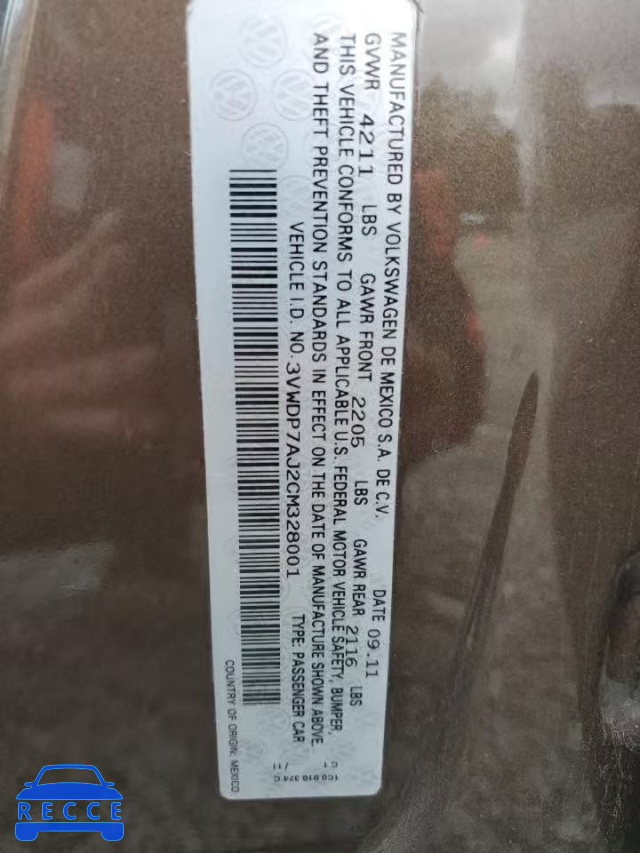 MANUFACTURED BY VOLKSWAGEN DE MEXICO S.A. DE C.V.
GVWR 4211 LBS GAWR FRONT 2205 LBS GAWR REAR 2116 LBS
DATE 09.11
THIS VEHICLE CONFORMS TO ALL APPLICABLE U.S. FEDERAL MOTOR VEHICLE SAFETY, BUMPER,
AND THEFT PREVENTION STANDARDS IN EFFECT ON THE DATE OF MANUFACTURE SHOWN ABOVE.
VEHICLE I.D. NO. 3VWDP7AJ2CM328001 TYPE: PASSENGER CAR
COUNTRY OF ORIGIN: MEXICO
RECCE